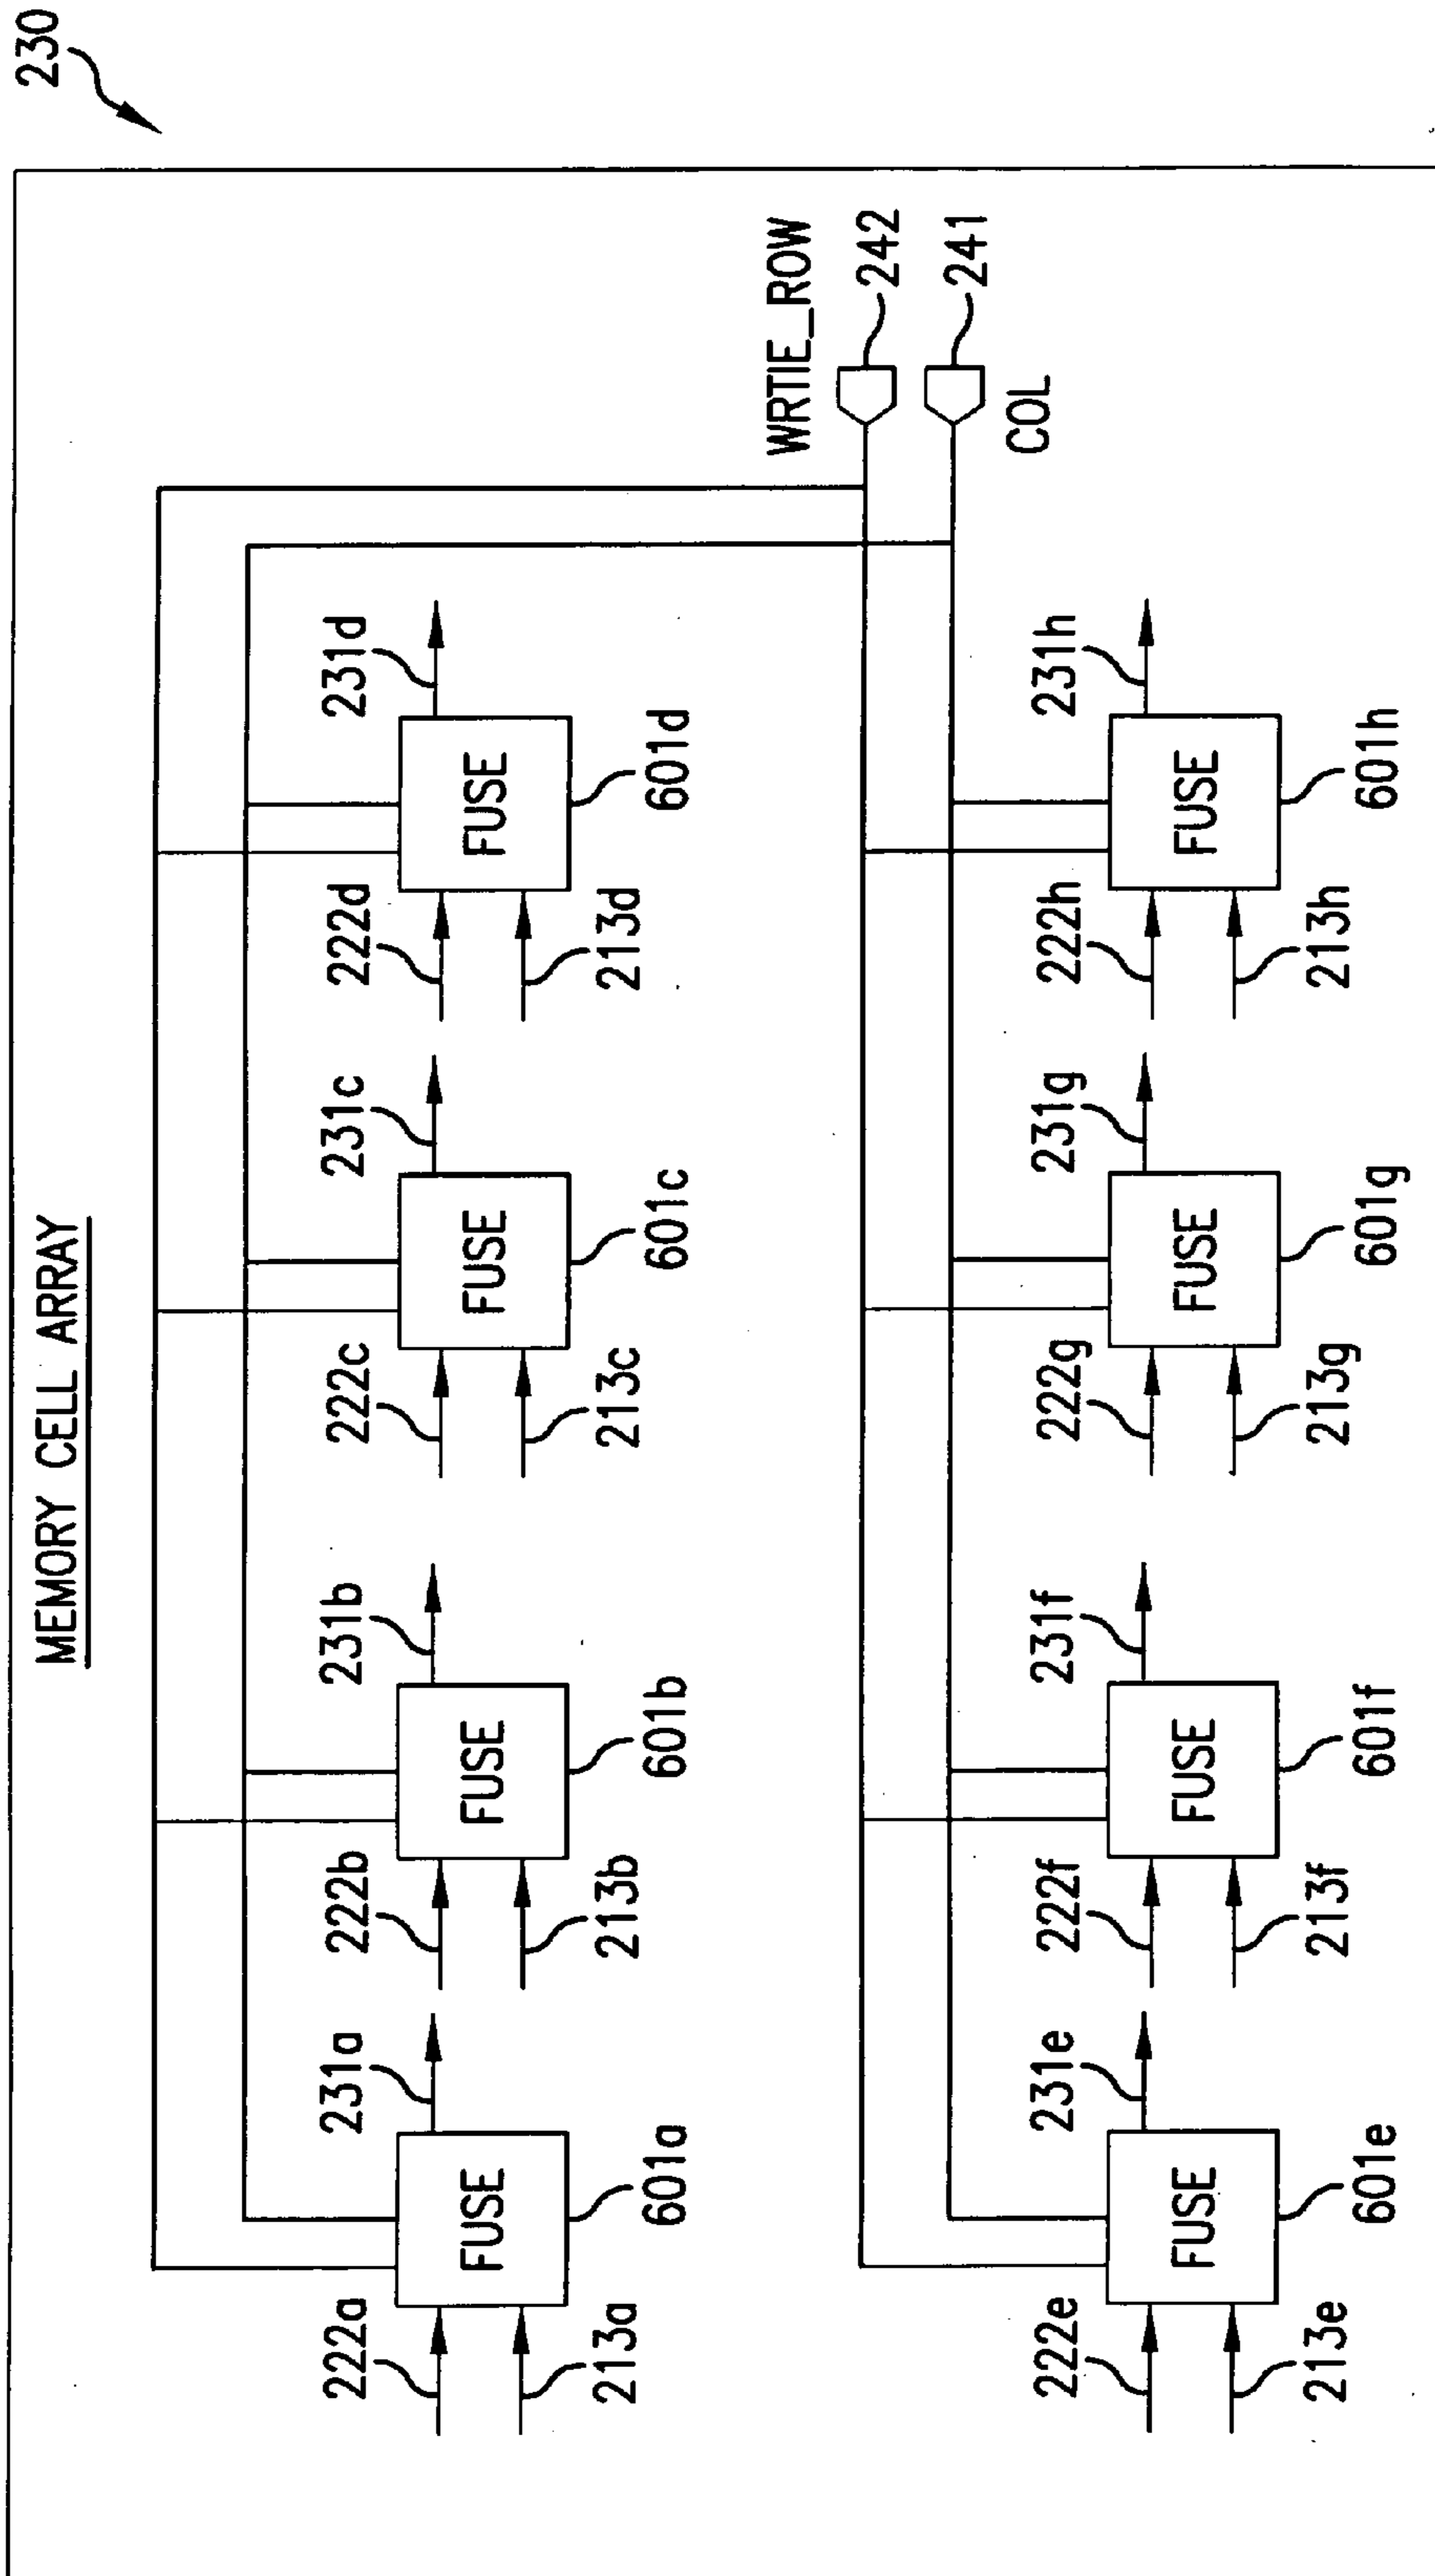 230
MEMORY CELL ARRAY
231a 231b 231c 231d
222a 222b 222c 222d
FUSE FUSE FUSE FUSE
213a 213b 213c 213d
601a 601b 601c 601d
WRTIE_ROW
242
241
COL
231e 231f 231g 231h
222e 222f 222g 222h
FUSE FUSE FUSE FUSE
213e 213f 213g 213h
601e 601f 601g 601h